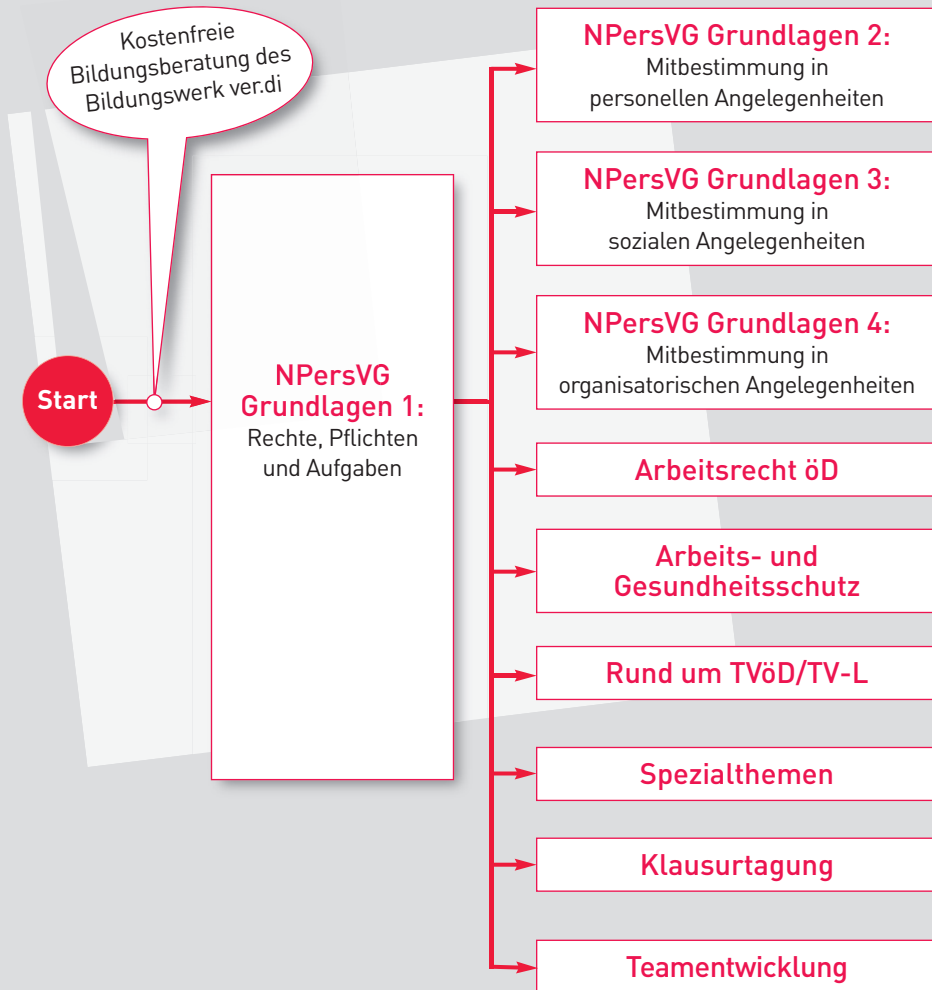 Kostenfreie
Bildungsberatung des
Bildungswerk ver.di
Start
NPersVG
Grundlagen 1:
Rechte, Pflichten
und Aufgaben
NPersVG Grundlagen 2:
Mitbestimmung in
personellen Angelegenheiten
NPersVG Grundlagen 3:
Mitbestimmung in
sozialen Angelegenheiten
NPersVG Grundlagen 4:
Mitbestimmung in
organisatorischen Angelegenheiten
Arbeitsrecht öD
Arbeits- und
Gesundheitsschutz
Rund um TVöD/TV-L
Spezialthemen
Klausurtagung
Teamentwicklung